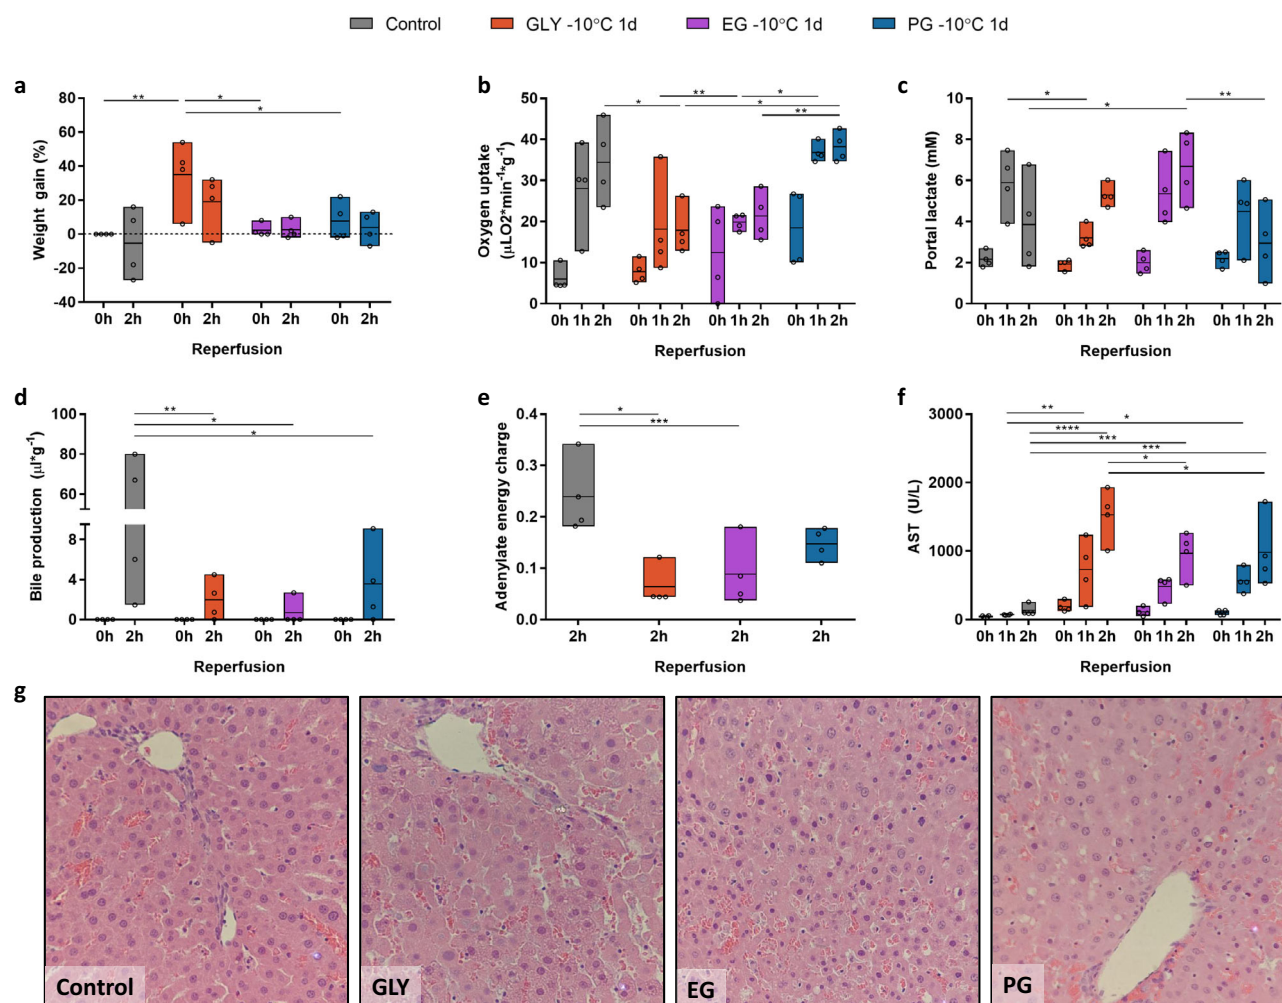 Control GLY -10°C 1d EG -10°C 1d PG -10°C 1d
a
Weight gain (%)
80
60
40
20
0
-20
-40
** * *
0h 2h 0h 2h 0h 2h 0h 2h
Reperfusion
b
Oxygen uptake
(µLO2*min-1*g-1)
50
40
30
20
10
0
** *
* *
**
0h 1h 2h 0h 1h 2h 0h 1h 2h 0h 1h 2h
Reperfusion
c
Portal lactate (mM)
10
8
6
4
2
0
* **
*
0h 1h 2h 0h 1h 2h 0h 1h 2h 0h 1h 2h
Reperfusion
d
Bile production (µl*g-1)
100
80
60
8
4
0
**
*
*
0h 2h 0h 2h 0h 2h 0h 2h
Reperfusion
e
Adenylate energy charge
0.4
0.3
0.2
0.1
0
*
***
2h 2h 2h 2h
Reperfusion
f
AST (U/L)
3000
2000
1000
0
**
*
****
***
***
*
*
0h 1h 2h 0h 1h 2h 0h 1h 2h 0h 1h 2h
Reperfusion
g
Control
GLY
EG
PG